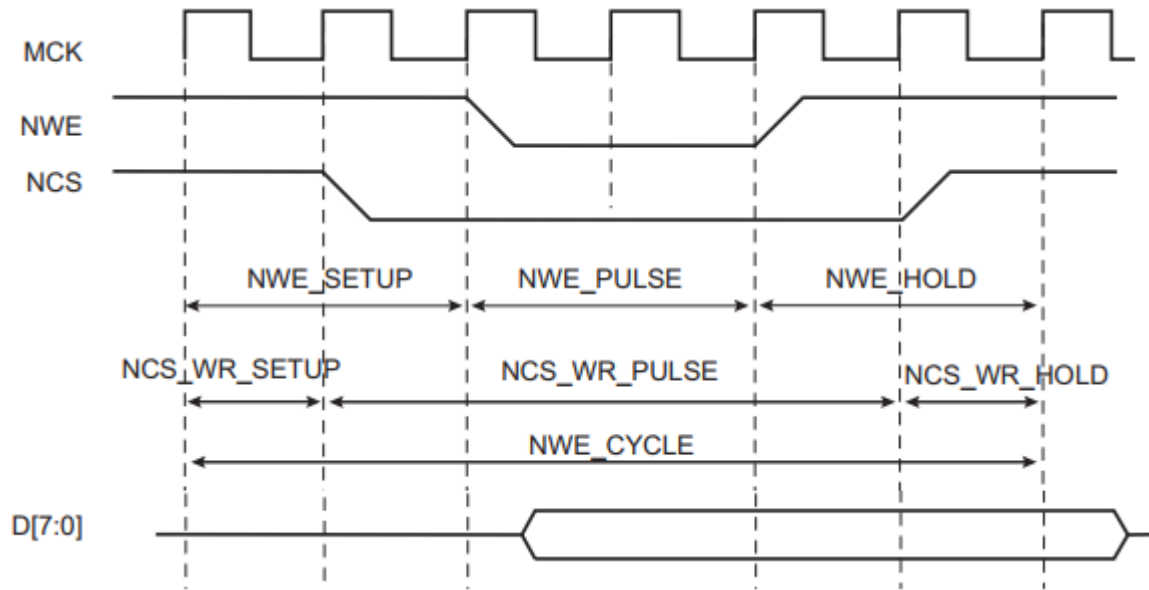 MCK
NWE
NCS
NWE_SETUP NWE_PULSE NWE_HOLD
NCS_WR_SETUP NCS_WR_PULSE NCS_WR_HOLD
NWE_CYCLE
D[7:0]